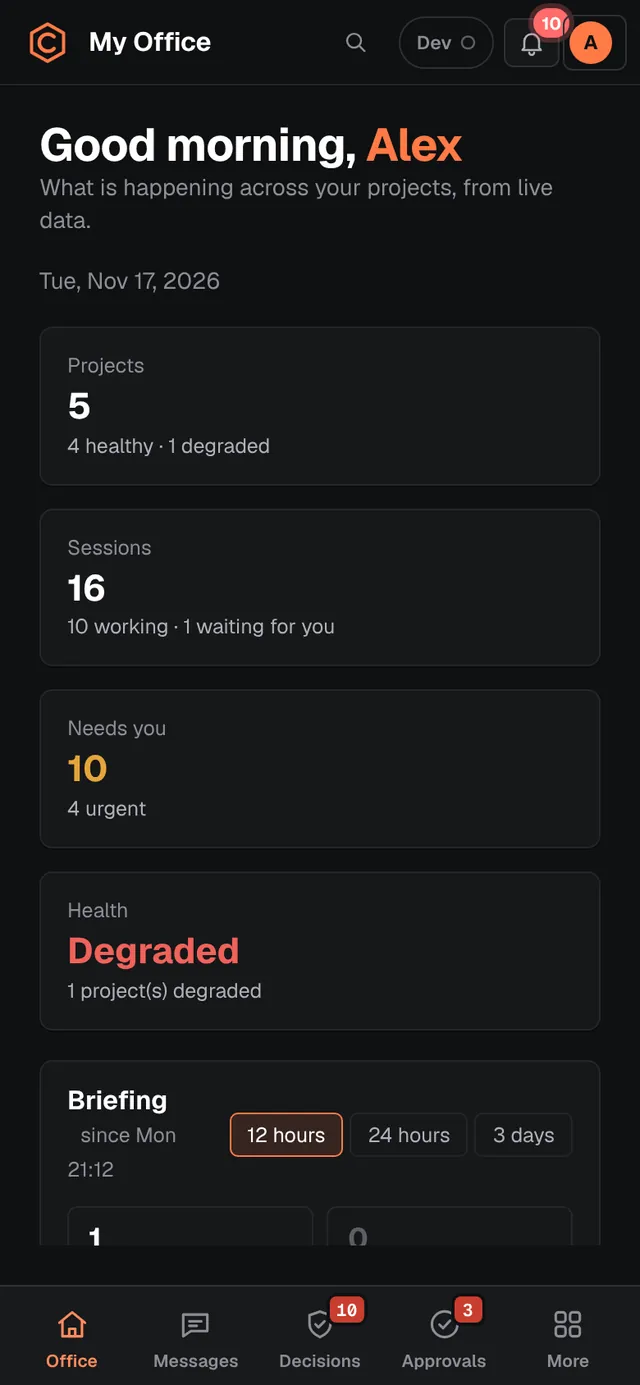 My Office
Dev
10
A
Good morning, Alex
What is happening across your projects, from live
data.
Tue, Nov 17, 2026
Projects
5
4 healthy · 1 degraded
Sessions
16
10 working · 1 waiting for you
Needs you
10
4 urgent
Health
Degraded
1 project(s) degraded
Briefing
since Mon
21:12
12 hours
24 hours
3 days
1
0
Office
Messages
10
Decisions
3
Approvals
More